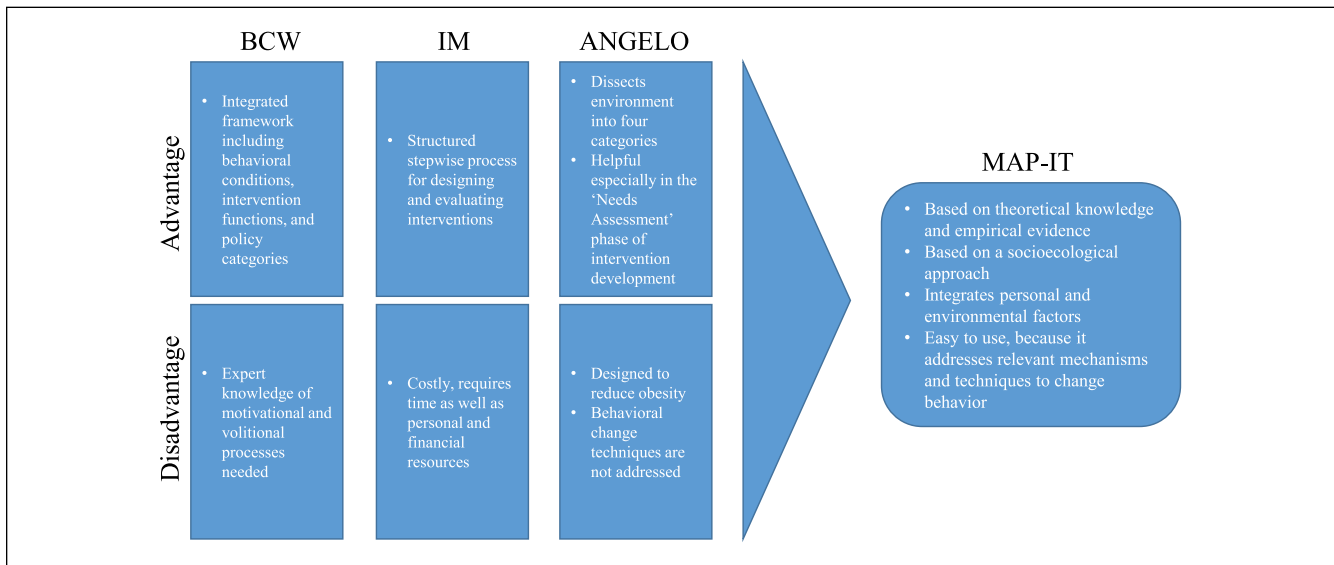 BCW
IM
ANGELO
Advantage
• Integrated
framework
including
behavioral
conditions,
intervention
functions, and
policy
categories
• Structured
stepwise process
for designing
and evaluating
interventions
• Dissects
environment
into four
categories
• Helpful
especially in the
‘Needs
Assessment’
phase of
intervention
development
Disadvantage
• Expert
knowledge of
motivational and
volitional
processes
needed
• Costly, requires
time as well as
personal and
financial
resources
• Designed to
reduce obesity
• Behavioral
change
techniques are
not addressed
MAP-IT
• Based on theoretical knowledge
and empirical evidence
• Based on a socioecological
approach
• Integrates personal and
environmental factors
• Easy to use, because it
addresses relevant mechanisms
and techniques to change
behavior